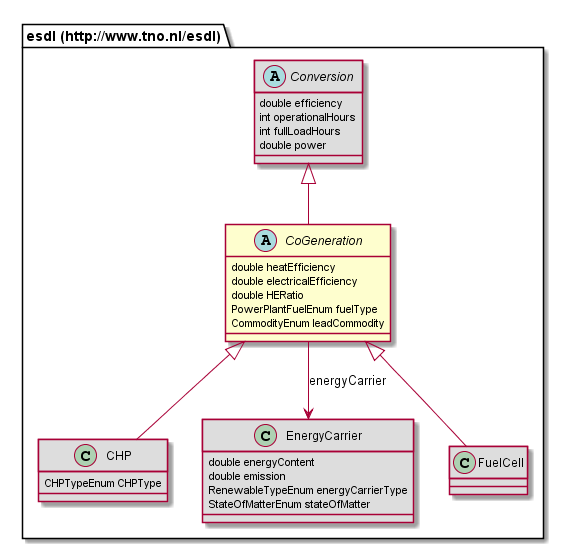 esdl (http://www.tno.nl/esdl)
A Conversion
double efficiency
int operationalHours
int fullLoadHours
double power
A CoGeneration
double heatEfficiency
double electricalEfficiency
double HERatio
PowerPlantFuelEnum fuelType
CommodityEnum leadCommodity
energyCarrier
C CHP
CHPTypeEnum CHPType
C EnergyCarrier
double energyContent
double emission
RenewableTypeEnum energyCarrierType
StateOfMatterEnum stateOfMatter
C FuelCell